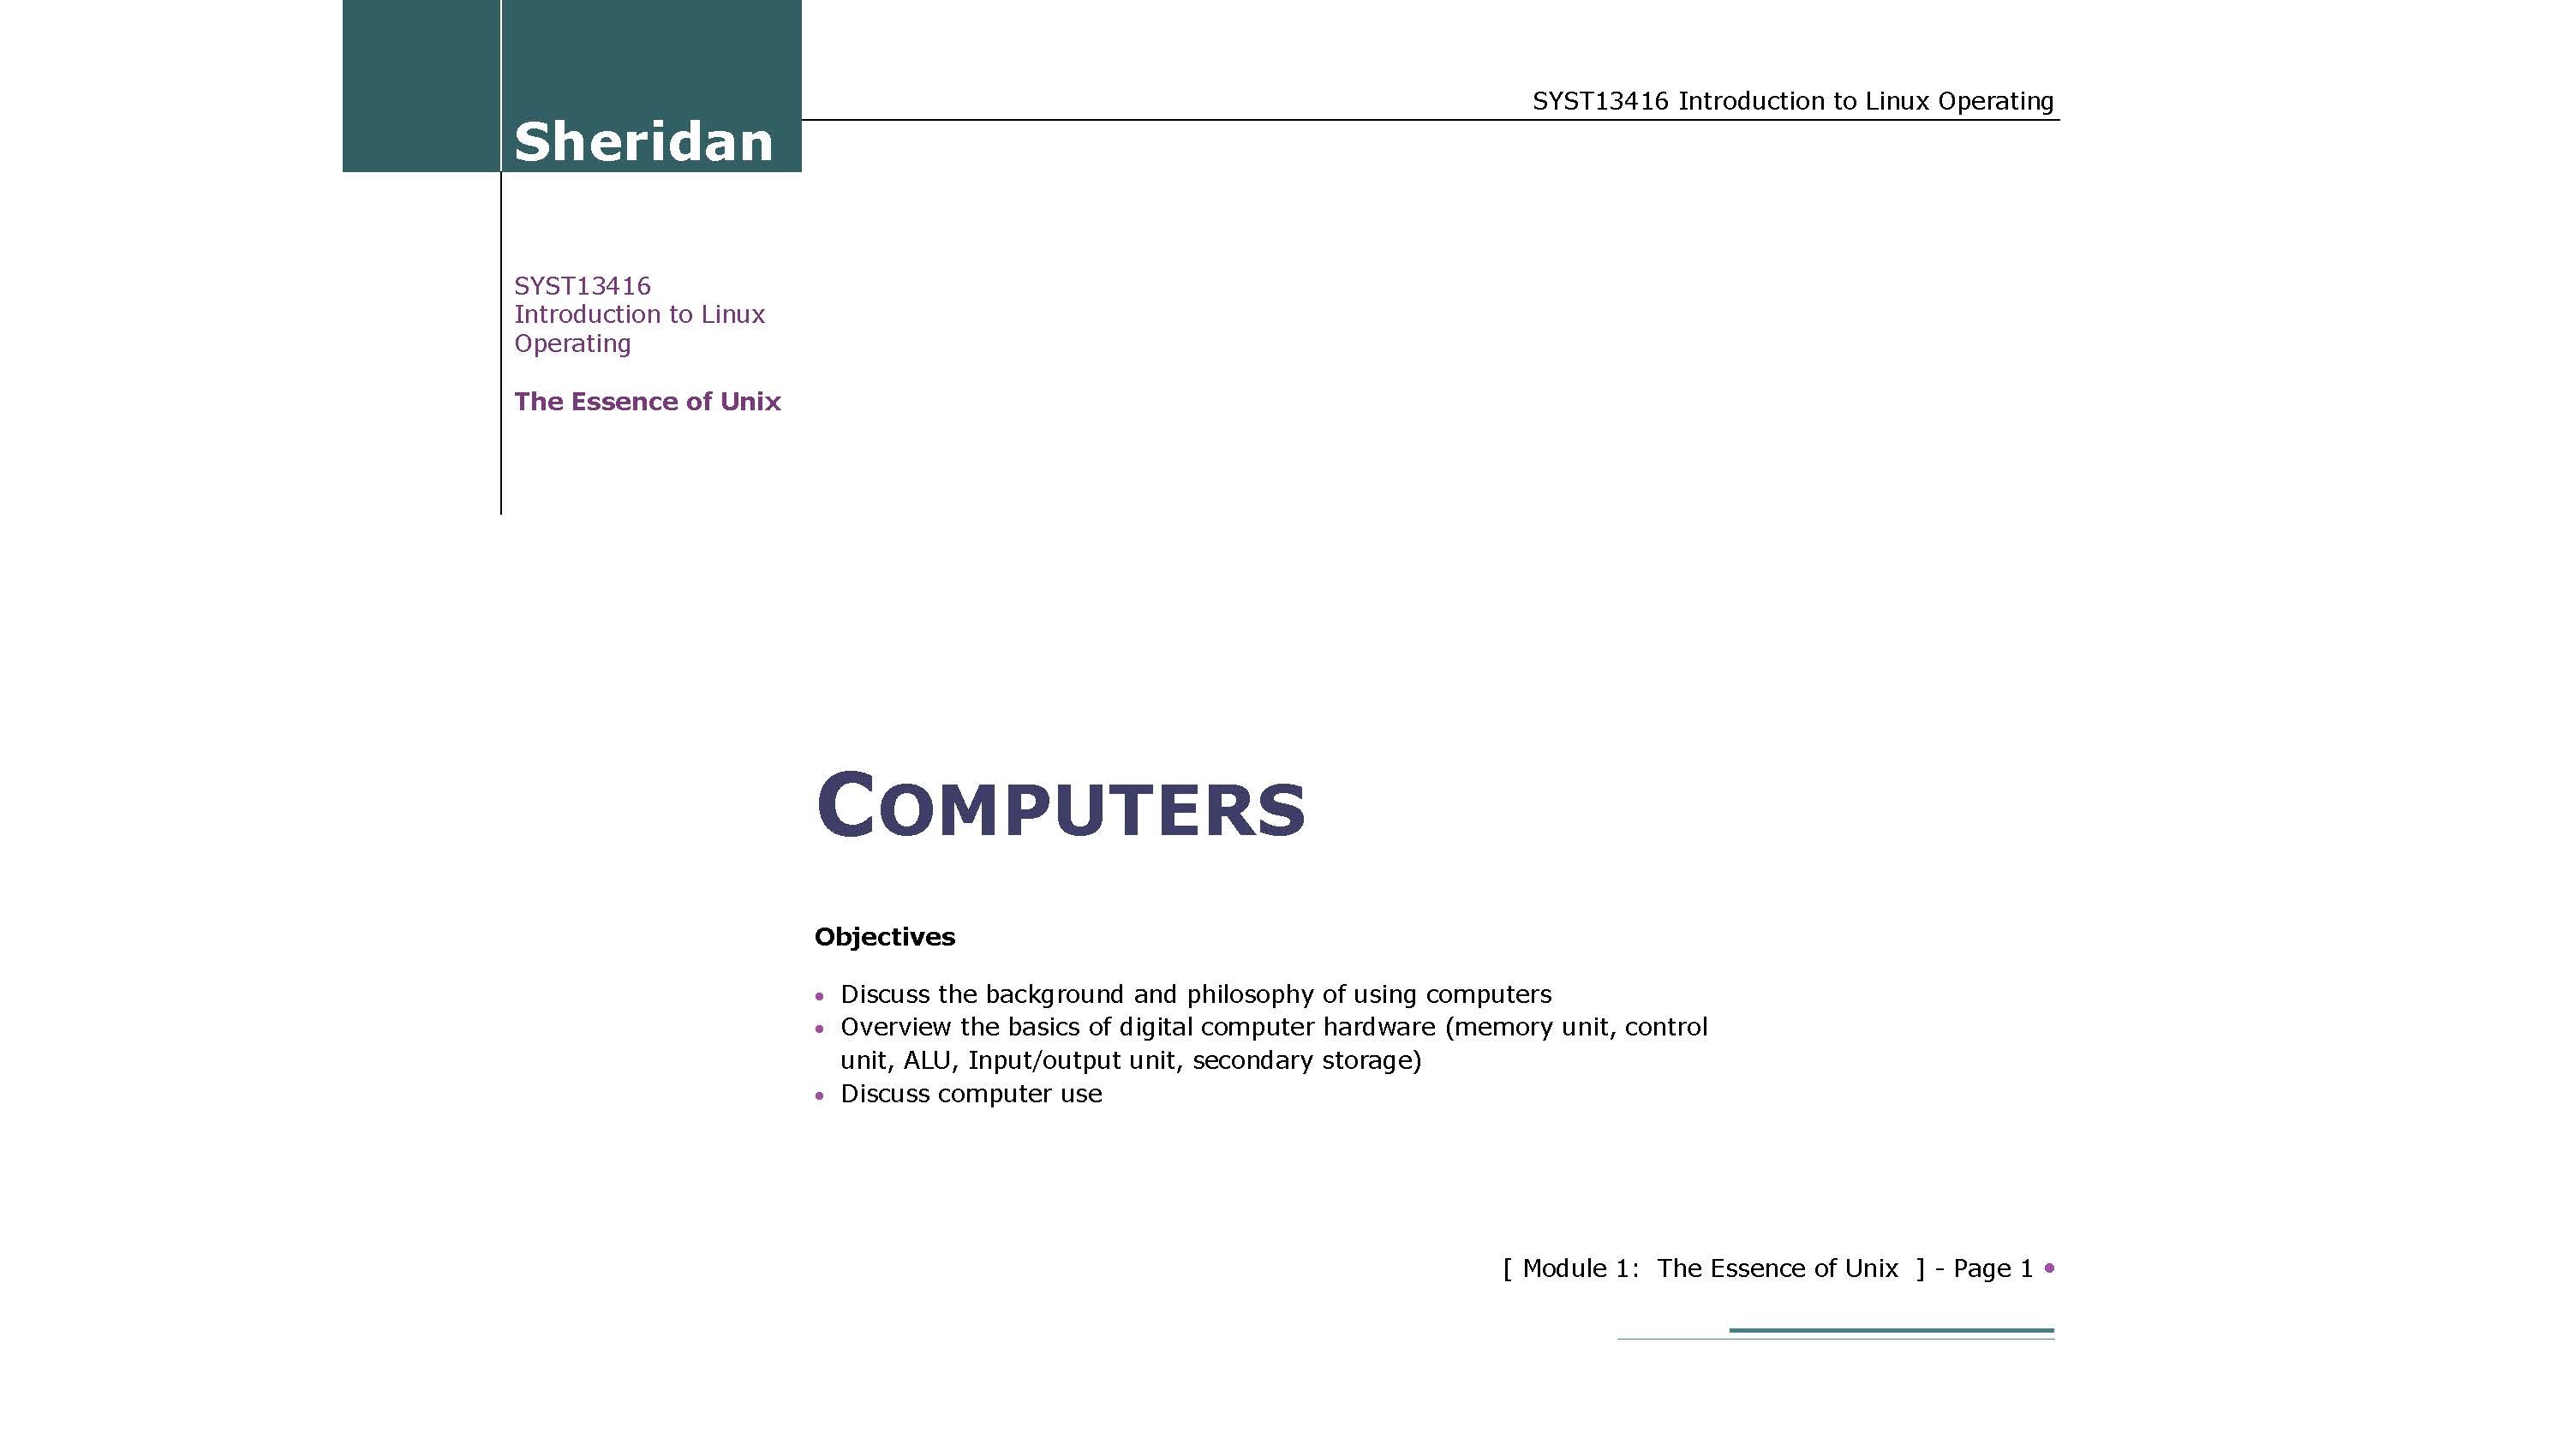 SYST13416 Introduction to Linux Operating
Sheridan
SYST13416
Introduction to Linux
Operating
The Essence of Unix
COMPUTERS
Objectives
• Discuss the background and philosophy of using computers
• Overview the basics of digital computer hardware (memory unit, control
unit, ALU, Input/output unit, secondary storage)
• Discuss computer use
[ Module 1: The Essence of Unix ] - Page 1 •